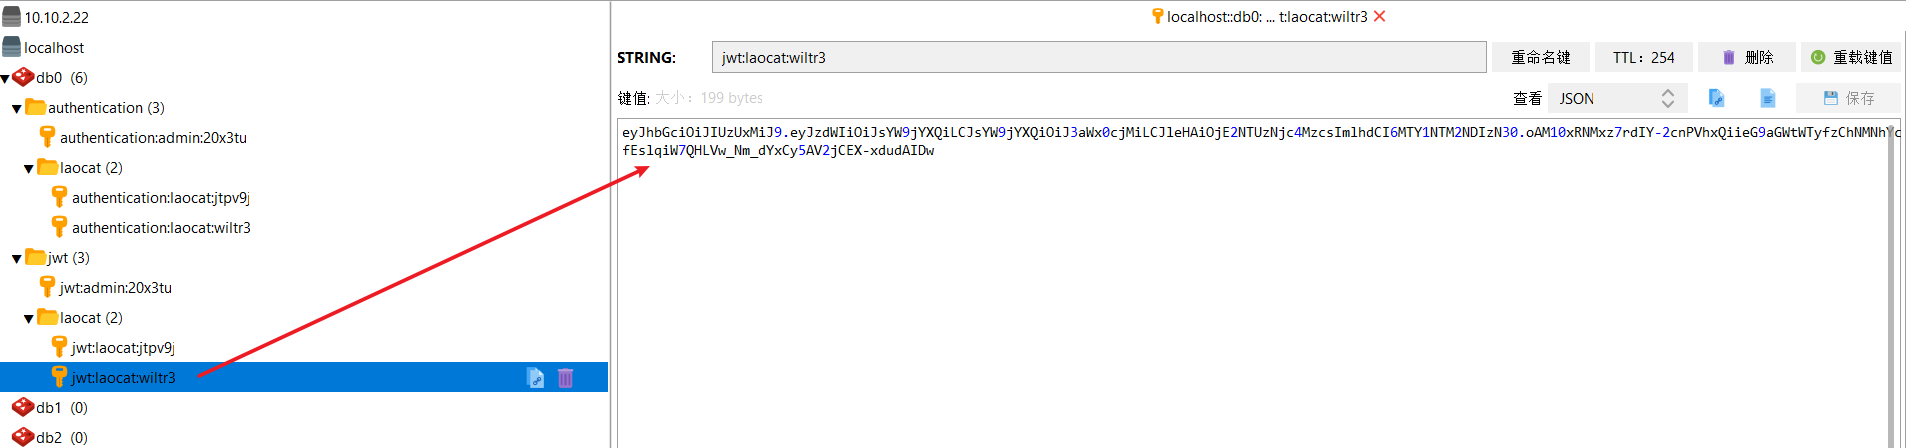 10.10.2.22
localhost
db0 (6)
authentication (3)
authentication:admin:20x3tu
laocat (2)
authentication:laocat:jtpv9j
authentication:laocat:wiltr3
jwt (3)
jwt:admin:20x3tu
laocat (2)
jwt:laocat:jtpv9j
jwt:laocat:wiltr3
db1 (0)
db2 (0)
localhost::db0: ... t:laocat:wiltr3
STRING: jwt:laocat:wiltr3 重命名键 TTL: 254 删除 重载键值
键值: 大小: 199 bytes 查看 JSON 保存
eyJhbGciOiJIUzUxMiJ9.eyJzdWIiOiJsYW9jYXQiLCJsYW9jYXQiOiJ3aWx0cjMiLCJleHAiOjE2NTUzNjc4MzcsImlhdCI6MTY1NTM2NDIzN30.oAM10xRNMxz7rdIY-2cnPVhxQiieG9aGWtWTyfzChNMNhYc
fEslqiW7QHLVw_Nm_dYxCy5AV2jCEX-xdudAIDw